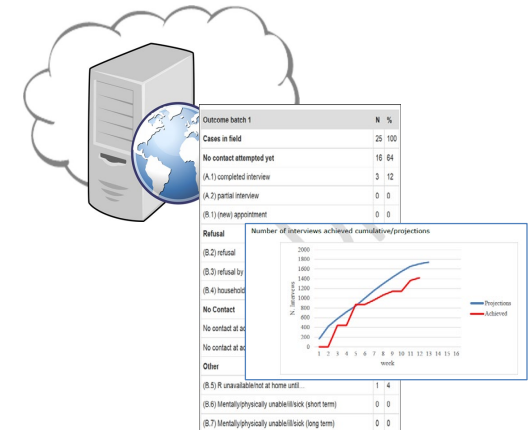 Outcome batch 1 N %
Cases in field 25 100
No contact attempted yet 16 64
(A.1) completed interview 3 12
(A.2) partial interview 0 0
(B.1) (new) appointment 0 0
Refusal
(B.2) refusal
(B.3) refusal by
(B.4) household
No Contact
No contact at ad
No contact at ad
Other
(B.5) R unavailable/not at home until... 1 4
(B.6) Mentally/physically unable/ill/sick (short term) 0 0
(B.7) Mentally/physically unable/ill/sick (long term) 0 0
Number of interviews achieved cumulative/projections
N. Interviews
2000
1800
1600
1400
1200
1000
800
600
400
200
0
1 2 3 4 5 6 7 8 9 10 11 12 13 14 15 16
week
Projections
Achieved